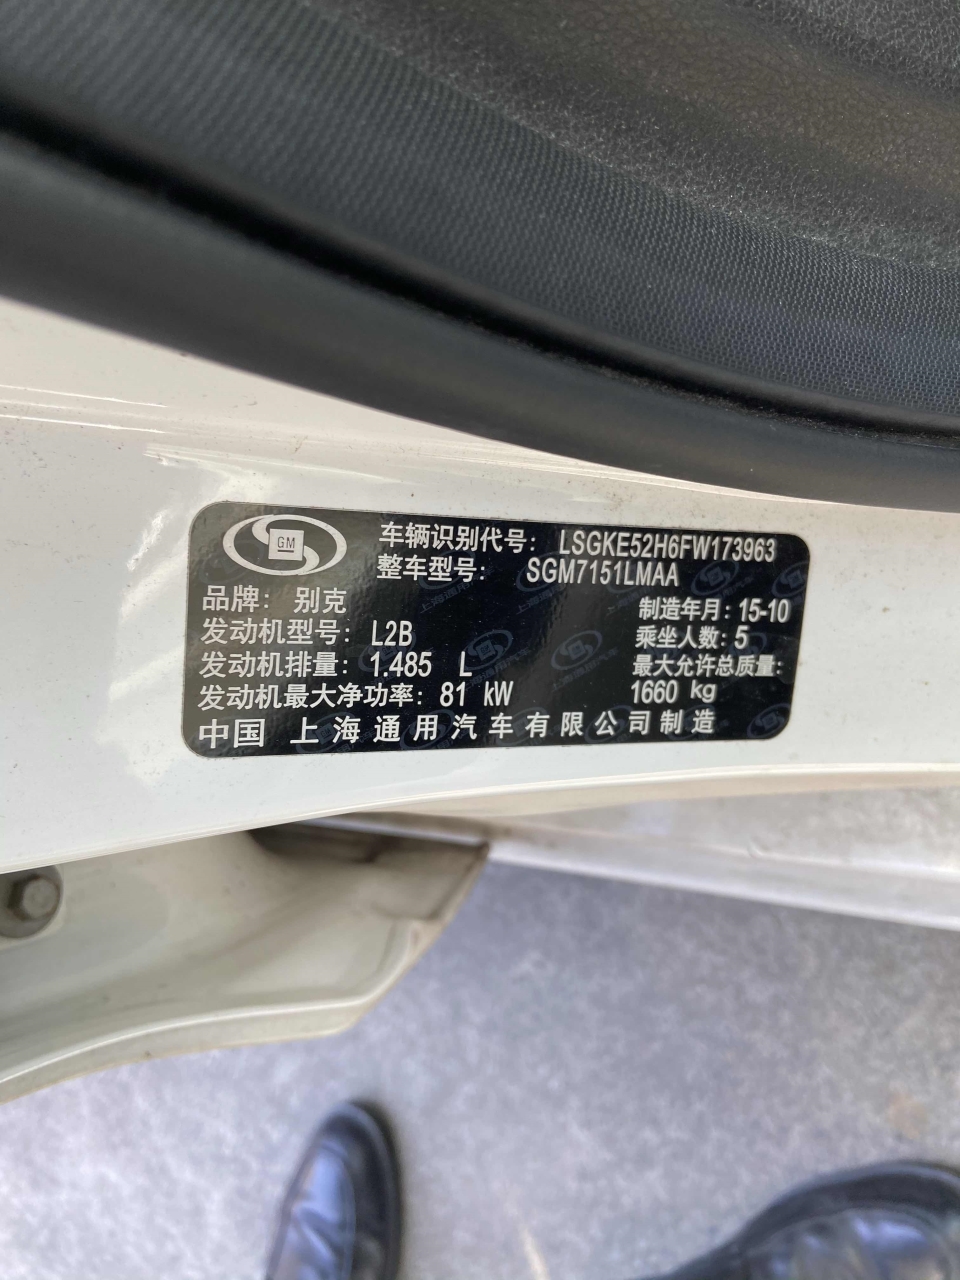 GM
车辆识别代号: LSGKE52H6FW173963
整车型号: SGM7151LMAA
品牌: 别克
制造年月: 15-10
发动机型号: L2B
乘坐人数: 5
发动机排量: 1.485 L
最大允许总质量:
发动机最大净功率: 81 kW
1660 kg
中国 上海通用汽车有限公司制造